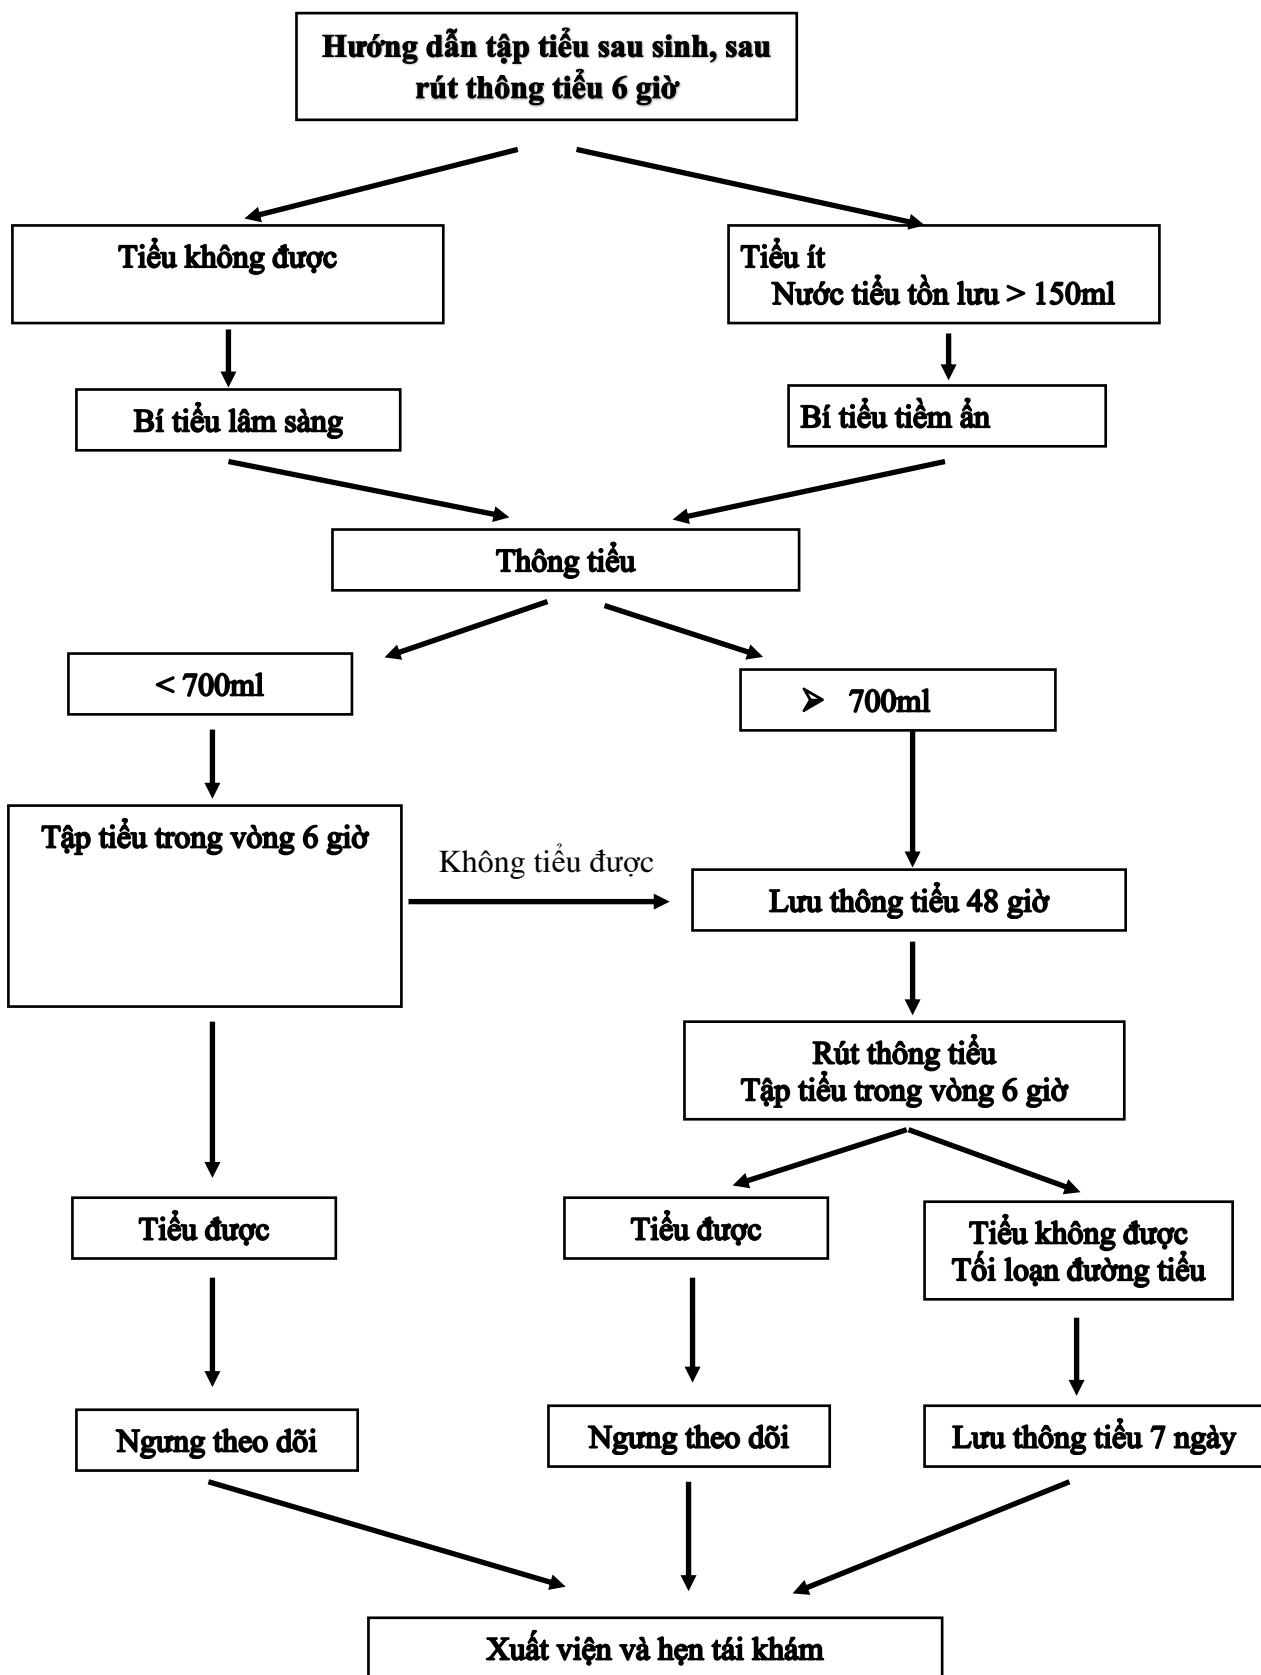 Hướng dẫn tập tiểu sau sinh, sau
rút thông tiểu 6 giờ
Tiểu không được
Tiểu ít
Nước tiểu tồn lưu > 150ml
Bí tiểu lâm sàng
Bí tiểu tiềm ẩn
Thông tiểu
< 700ml
➢ 700ml
Tập tiểu trong vòng 6 giờ
Không tiểu được
Lưu thông tiểu 48 giờ
Rút thông tiểu
Tập tiểu trong vòng 6 giờ
Tiểu được
Tiểu được
Tiểu không được
Tối loạn đường tiểu
Ngưng theo dõi
Ngưng theo dõi
Lưu thông tiểu 7 ngày
Xuất viện và hẹn tái khám